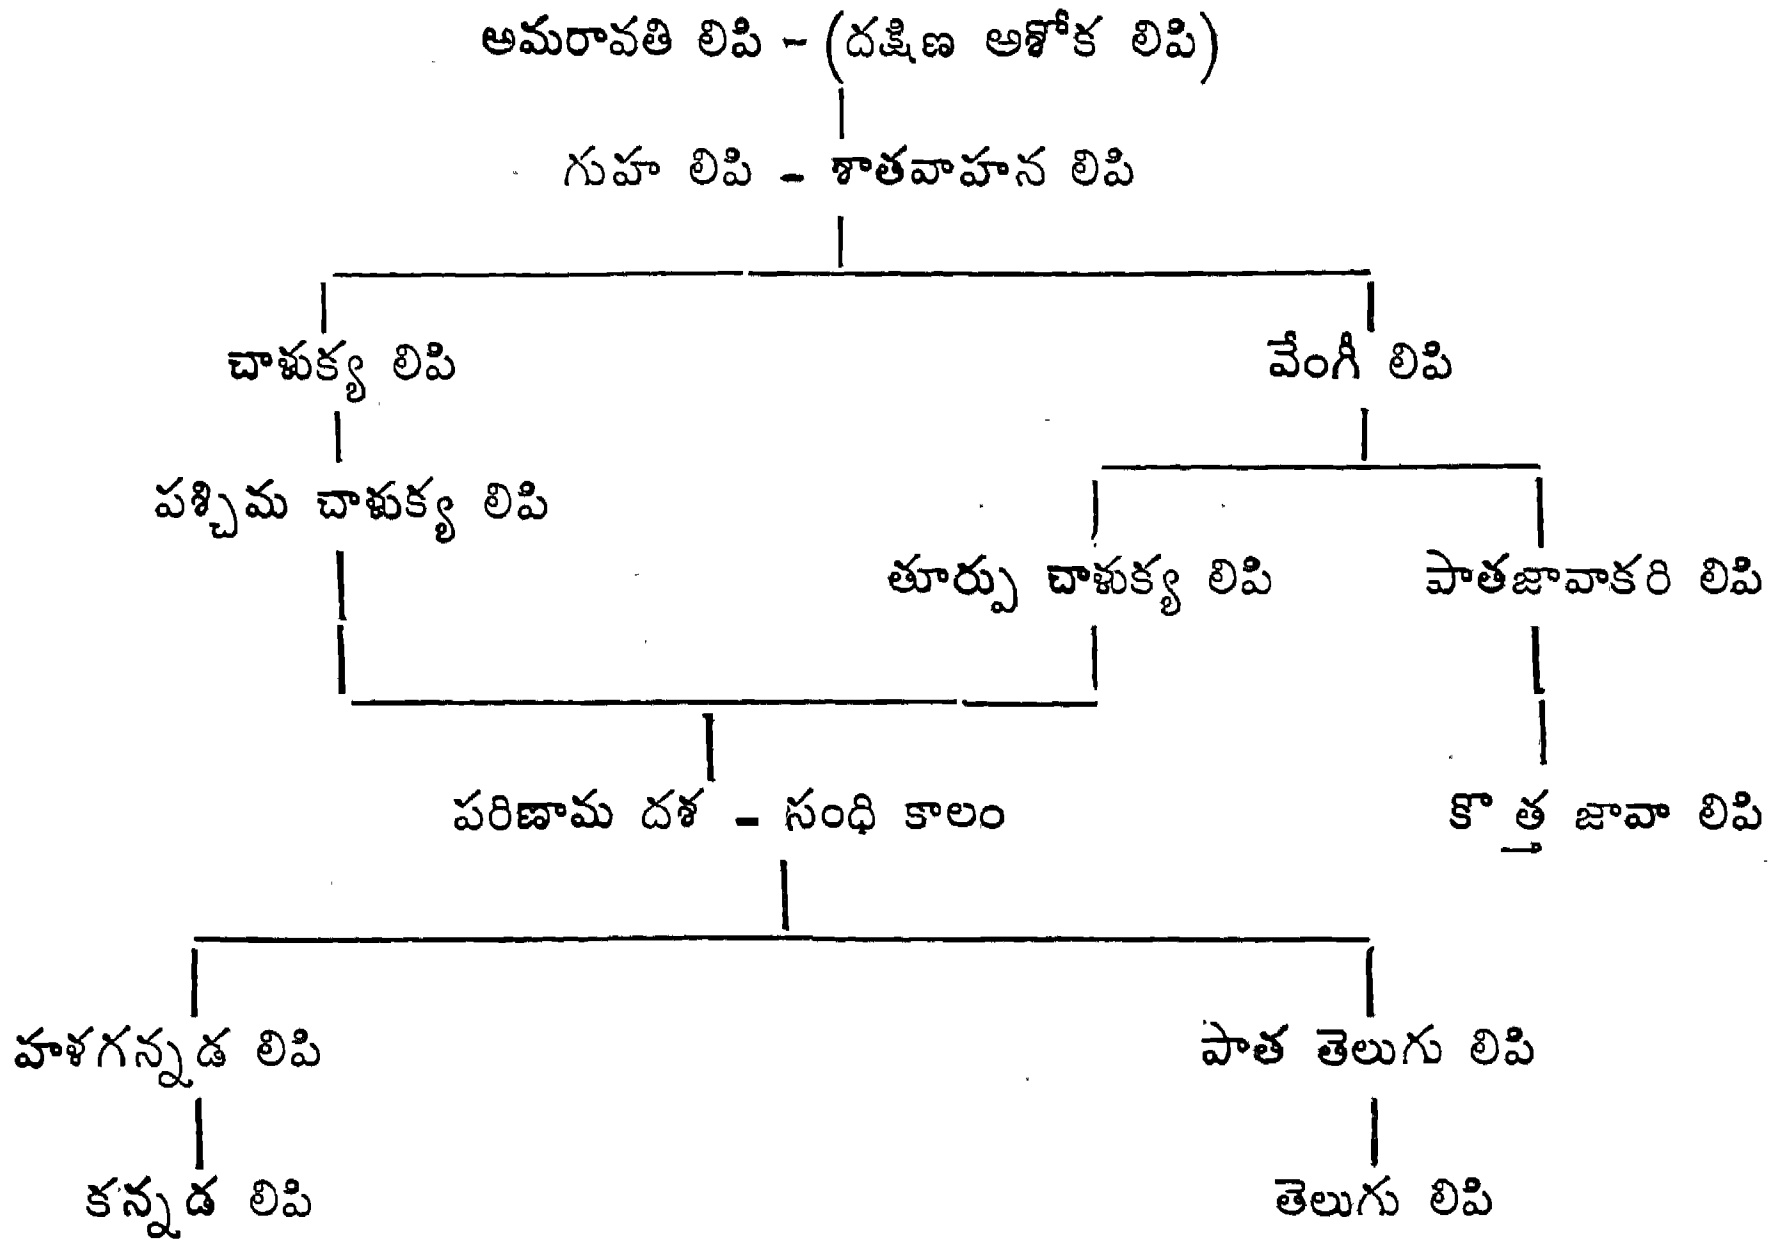 అమరావతి లిపి - (దక్షిణ అశోక లిపి)
గుహ లిపి - శాతవాహన లిపి
చాళుక్య లిపి
వేంగీ లిపి
పశ్చిమ చాళుక్య లిపి
తూర్పు చాళుక్య లిపి
పాతజావాకరి లిపి
పరిణామ దశ - సంధి కాలం
కొత్త జావా లిపి
హళగన్నడ లిపి
పాత తెలుగు లిపి
కన్నడ లిపి
తెలుగు లిపి